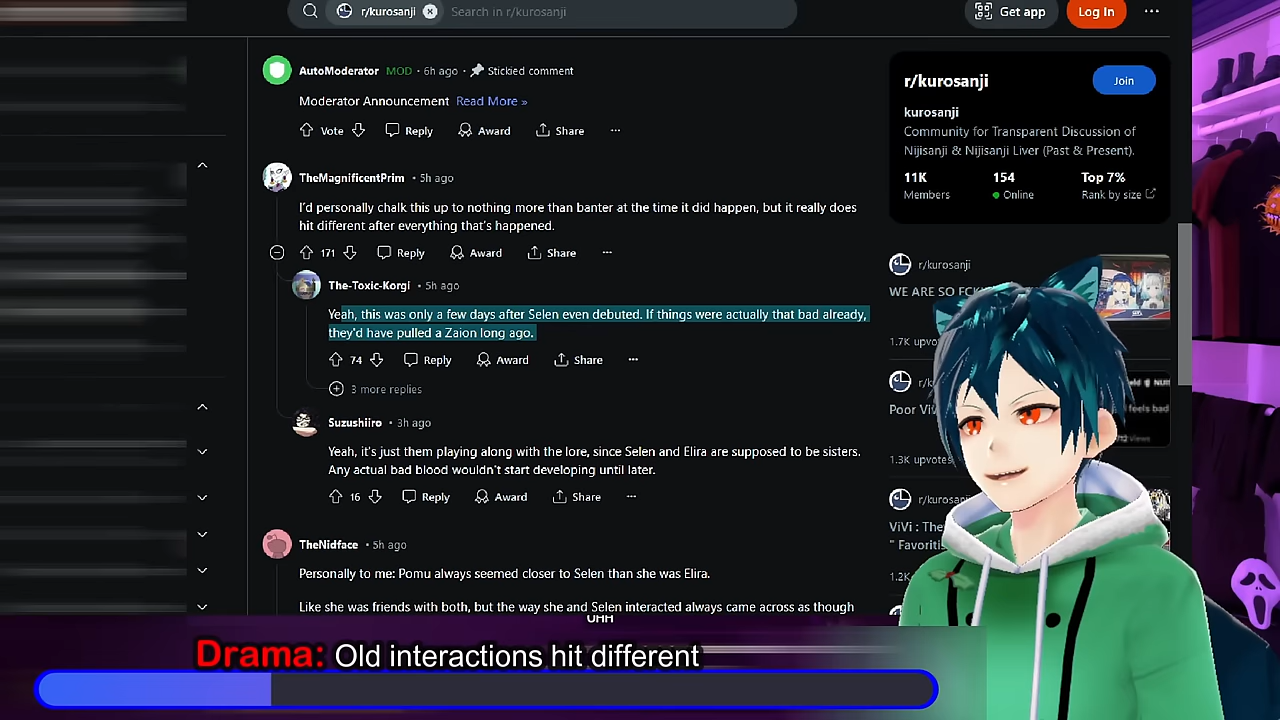 r/kurosanji
Search in r/kurosanji
Get app
Log In
AutoModerator MOD • 6h ago • Stickied comment
Moderator Announcement Read More »
Vote Reply Award Share
TheMagnificentPrim • 5h ago
I'd personally chalk this up to nothing more than banter at the time it did happen, but it really does
hit different after everything that's happened.
171 Reply Award Share
The-Toxic-Korgi • 5h ago
Yeah, this was only a few days after Selen even debuted. If things were actually that bad already,
they'd have pulled a Zaion long ago.
74 Reply Award Share
3 more replies
Suzushiiro • 3h ago
Yeah, it's just them playing along with the lore, since Selen and Elira are supposed to be sisters.
Any actual bad blood wouldn't start developing until later.
16 Reply Award Share
TheNidface • 5h ago
Personally to me: Pomu always seemed closer to Selen than she was Elira.
Like she was friends with both, but the way she and Selen interacted always came across as though
r/kurosanji
Join
kurosanji
Community for Transparent Discussion of
Nijisanji & Nijisanji Liver (Past & Present).
11K 154 Top 7%
Members Online Rank by size
r/kurosanji
WE ARE SO
1.7K
Poor
feels bad
1.3K upvotes
r/kurosanji
ViVi :
"
1.2K
UHH
Drama: Old interactions hit different